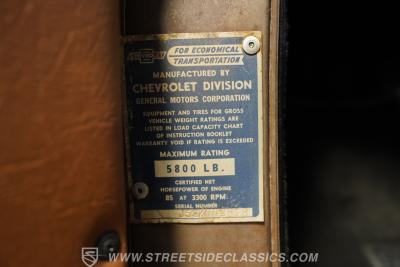 CHEVROLET
FOR ECONOMICAL
TRANSPORTATION
MANUFACTURED BY
CHEVROLET DIVISION
GENERAL MOTORS CORPORATION
EQUIPMENT AND TIRES FOR GROSS
VEHICLE WEIGHT RATINGS ARE
LISTED IN LOAD CAPACITY CHART
OF INSTRUCTION BOOKLET
WARRANTY VOID IF RATING IS EXCEEDED
MAXIMUM RATING
5800 LB.
CERTIFIED NET
HORSEPOWER OF ENGINE
85 AT 3300 RPM
SERIAL NUMBER
STREETSIDE
WWW.STREETSIDECLASSICS.COM